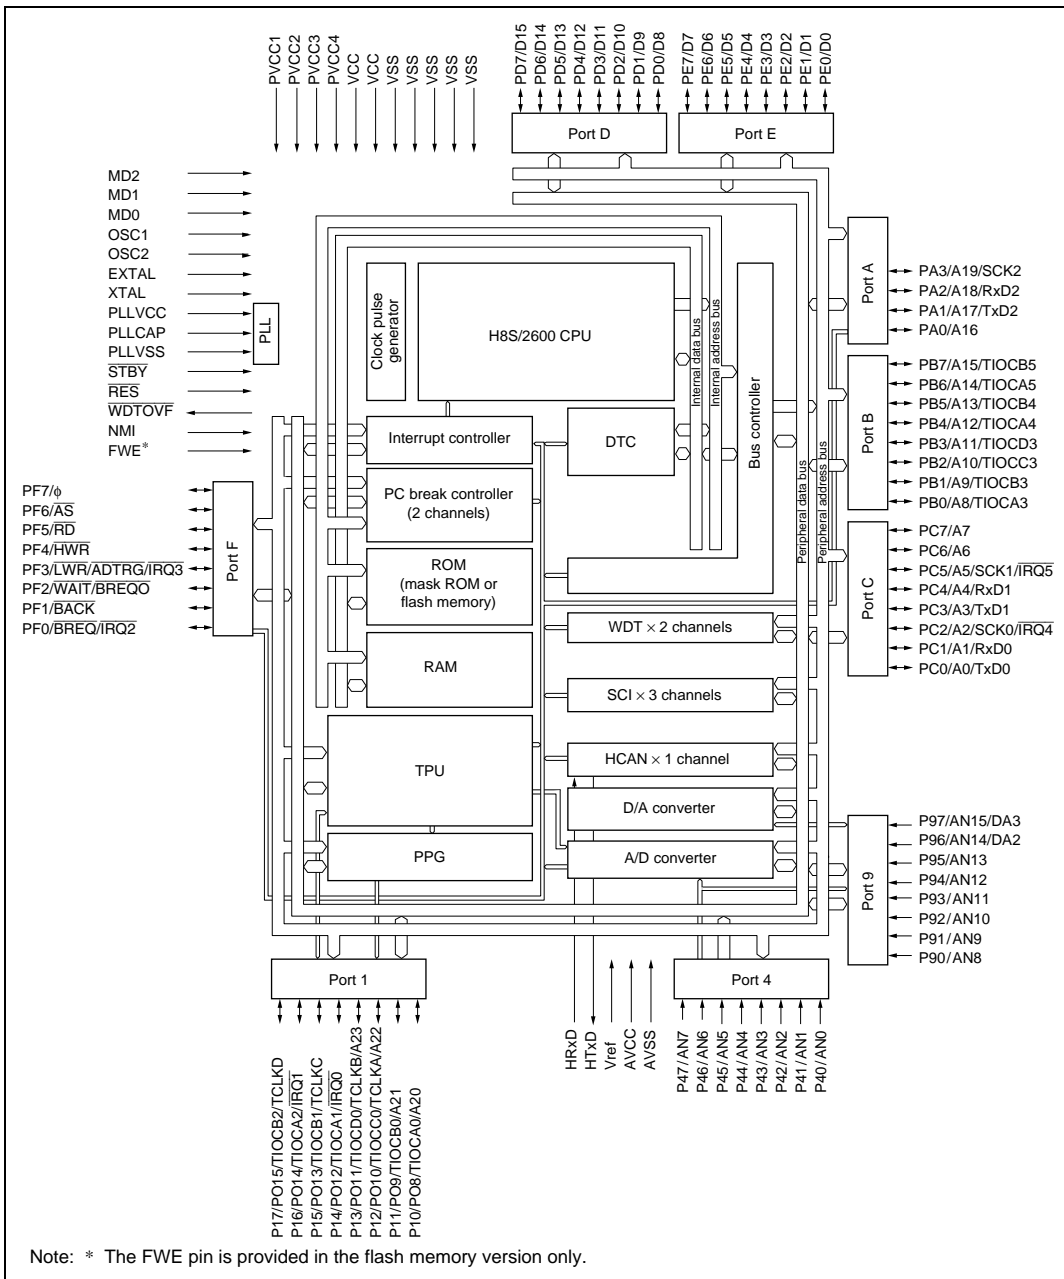 PVCC1
PVCC2
PVCC3
PVCC4
VCC
VCC
VSS
VSS
VSS
VSS
VSS
PD7/D15
PD6/D14
PD5/D13
PD4/D12
PD3/D11
PD2/D10
PD1/D9
PD0/D8
PE7/D7
PE6/D6
PE5/D5
PE4/D4
PE3/D3
PE2/D2
PE1/D1
PE0/D0
Port D
Port E
MD2
MD1
MD0
OSC1
OSC2
EXTAL
XTAL
PLLVCC
PLLCAP
PLLVSS
STBY
RES
WDTOVF
NMI
FWE*
PLL
Clock pulse
generator
H8S/2600 CPU
Internal data bus
Internal address bus
Bus controller
Peripheral data bus
Peripheral address bus
Port A
PA3/A19/SCK2
PA2/A18/RxD2
PA1/A17/TxD2
PA0/A16
Port B
PB7/A15/TIOCB5
PB6/A14/TIOCA5
PB5/A13/TIOCB4
PB4/A12/TIOCA4
PB3/A11/TIOCD3
PB2/A10/TIOCC3
PB1/A9/TIOCB3
PB0/A8/TIOCA3
Interrupt controller
DTC
PC break controller
(2 channels)
ROM
(mask ROM or
flash memory)
RAM
PF7/ϕ
PF6/AS
PF5/RD
PF4/HWR
PF3/LWR/ADTRG/IRQ3
PF2/WAIT/BREQO
PF1/BACK
PF0/BREQ/IRQ2
Port F
Port C
PC7/A7
PC6/A6
PC5/A5/SCK1/IRQ5
PC4/A4/RxD1
PC3/A3/TxD1
PC2/A2/SCK0/IRQ4
PC1/A1/RxD0
PC0/A0/TxD0
WDT × 2 channels
SCI × 3 channels
TPU
HCAN × 1 channel
D/A converter
PPG
A/D converter
Port 9
P97/AN15/DA3
P96/AN14/DA2
P95/AN13
P94/AN12
P93/AN11
P92/AN10
P91/AN9
P90/AN8
Port 1
Port 4
P17/PO15/TIOCB2/TCLKD
P16/PO14/TIOCA2/IRQ1
P15/PO13/TIOCB1/TCLKC
P14/PO12/TIOCA1/IRQ0
P13/PO11/TIOCD0/TCLKB/A23
P12/PO10/TIOCC0/TCLKA/A22
P11/PO9/TIOCB0/A21
P10/PO8/TIOCA0/A20
HRxD
HTxD
Vref
AVCC
AVSS
P47/AN7
P46/AN6
P45/AN5
P44/AN4
P43/AN3
P42/AN2
P41/AN1
P40/AN0
Note: * The FWE pin is provided in the flash memory version only.